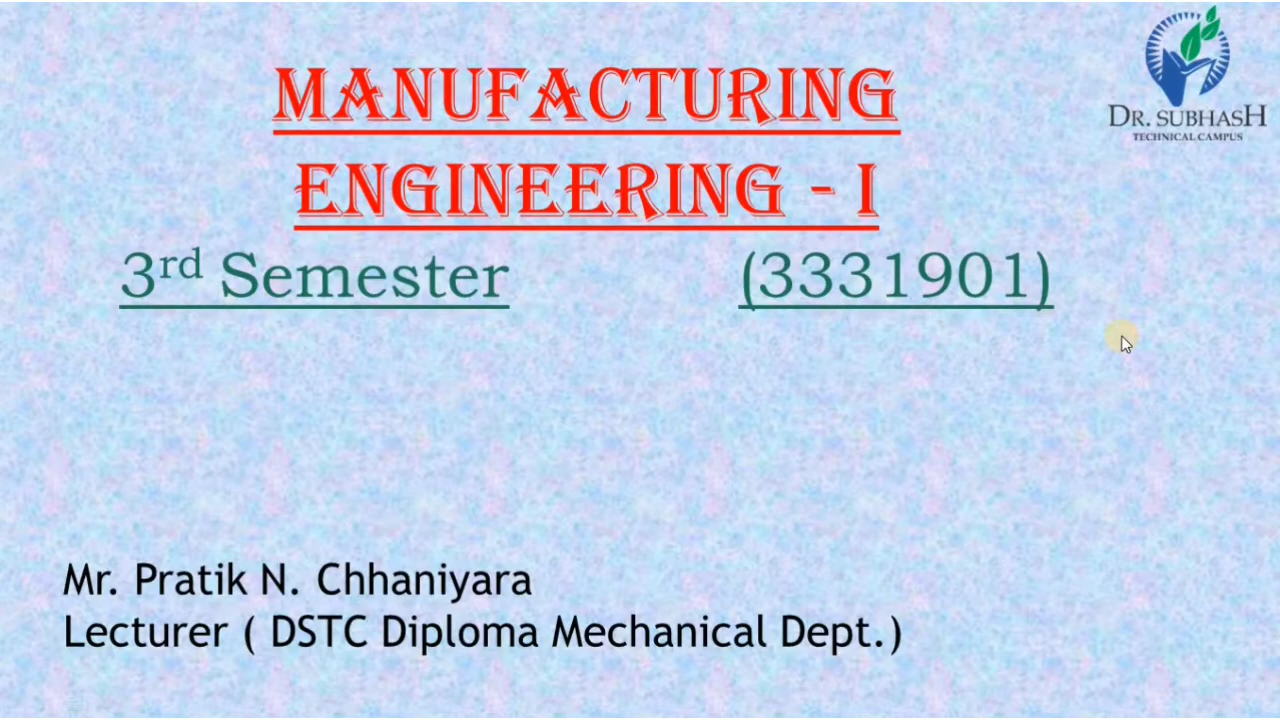 MANUFACTURING
ENGINEERING - I
3rd Semester (3331901)
Mr. Pratik N. Chhaniyara
Lecturer ( DSTC Diploma Mechanical Dept.)
DR. SUBHASH
TECHNICAL CAMPUS